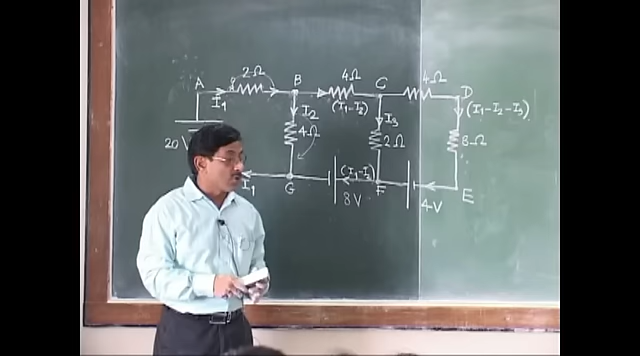 2Ω 4Ω 4Ω
A B C D
I₁ (I₁-I₂) (I₁-I₂-I₃)
I₂ I₃
20V 4Ω 2Ω 8Ω
I₁ (I₁-I₂)
G F E
8V 4V